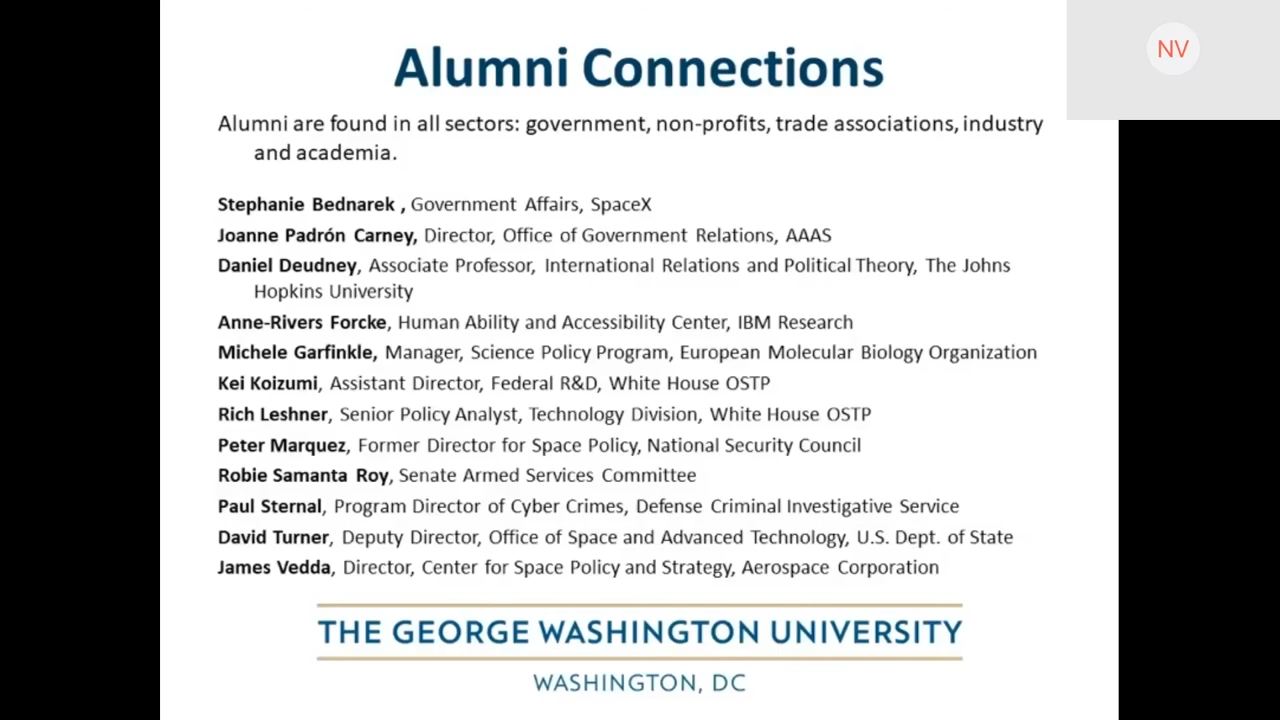 Alumni Connections
NV
Alumni are found in all sectors: government, non-profits, trade associations, industry
and academia.
Stephanie Bednarek , Government Affairs, SpaceX
Joanne Padrón Carney, Director, Office of Government Relations, AAAS
Daniel Deudney, Associate Professor, International Relations and Political Theory, The Johns
Hopkins University
Anne-Rivers Forcke, Human Ability and Accessibility Center, IBM Research
Michele Garfinkle, Manager, Science Policy Program, European Molecular Biology Organization
Kei Koizumi, Assistant Director, Federal R&D, White House OSTP
Rich Leshner, Senior Policy Analyst, Technology Division, White House OSTP
Peter Marquez, Former Director for Space Policy, National Security Council
Robie Samanta Roy, Senate Armed Services Committee
Paul Sternal, Program Director of Cyber Crimes, Defense Criminal Investigative Service
David Turner, Deputy Director, Office of Space and Advanced Technology, U.S. Dept. of State
James Vedda, Director, Center for Space Policy and Strategy, Aerospace Corporation
THE GEORGE WASHINGTON UNIVERSITY
WASHINGTON, DC